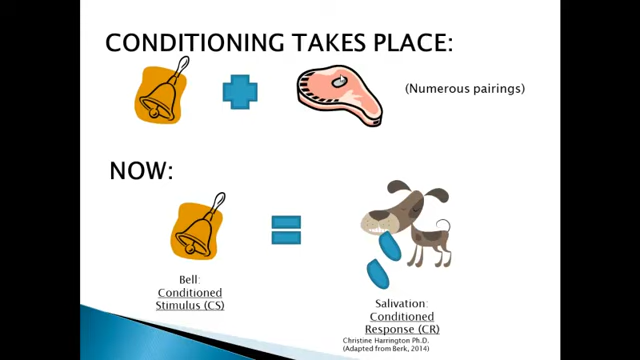 CONDITIONING TAKES PLACE:
(Numerous pairings)
NOW:
Bell:
Conditioned
Stimulus (CS)
Salivation:
Conditioned
Response (CR)
Christine Harrington Ph.D.
(Adapted from Berk, 2014)